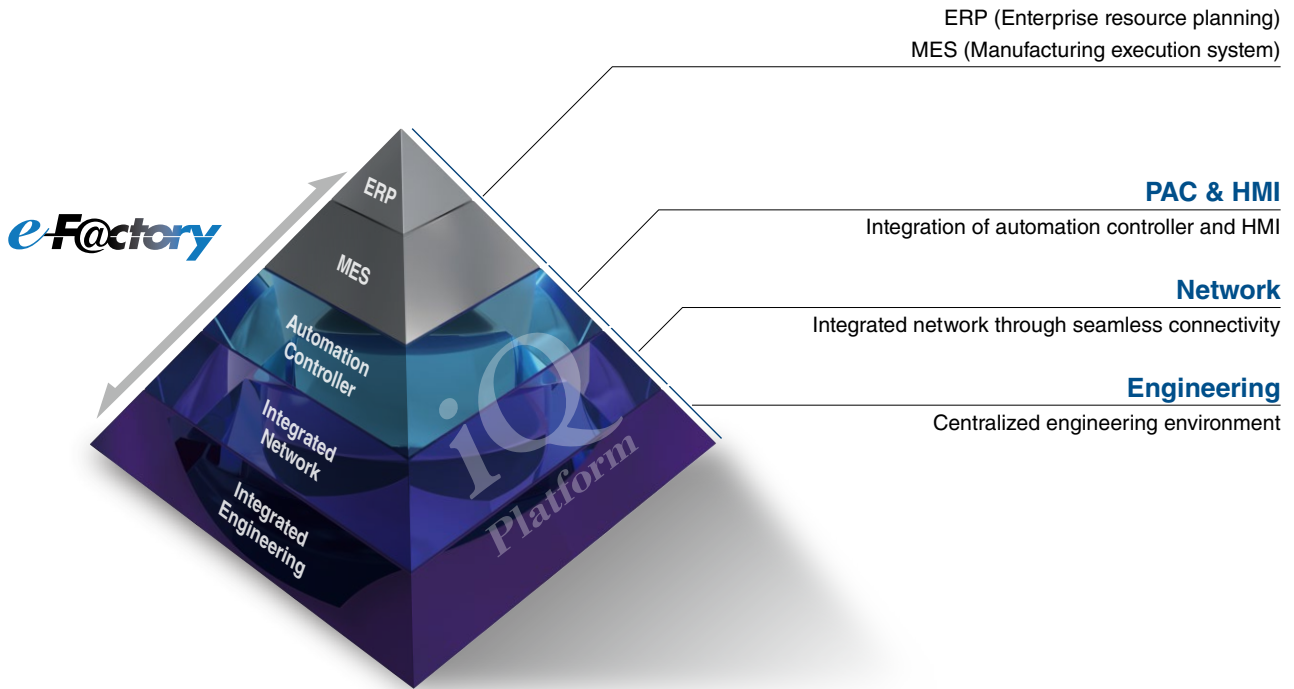 ERP (Enterprise resource planning)
MES (Manufacturing execution system)
ERP
PAC & HMI
Integration of automation controller and HMI
e-F@ctory
MES
Network
Integrated network through seamless connectivity
Automation
Controller
iQ
Platform
Engineering
Centralized engineering environment
Integrated
Network
Integrated
Engineering